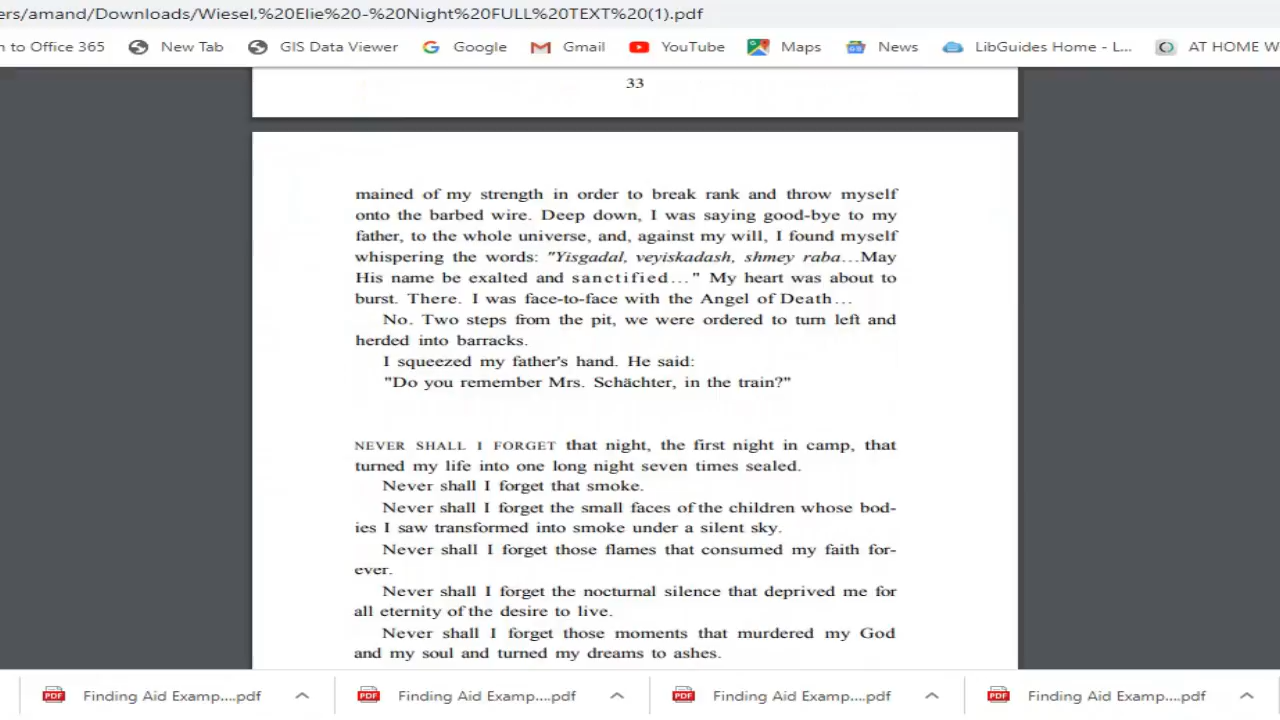 ers/amand/Downloads/Wiesel,%20Elie%20-%20Night%20FULL%20TEXT%20(1).pdf
n to Office 365 New Tab GIS Data Viewer Google Gmail YouTube Maps News LibGuides Home - L... AT HOME W
33
mained of my strength in order to break rank and throw myself
onto the barbed wire. Deep down, I was saying good-bye to my
father, to the whole universe, and, against my will, I found myself
whispering the words: "Yisgadal, veyiskadash, shmey raba…May
His name be exalted and sanctified…" My heart was about to
burst. There. I was face-to-face with the Angel of Death…
No. Two steps from the pit, we were ordered to turn left and
herded into barracks.
I squeezed my father's hand. He said:
"Do you remember Mrs. Schächter, in the train?"
NEVER SHALL I FORGET that night, the first night in camp, that
turned my life into one long night seven times sealed.
Never shall I forget that smoke.
Never shall I forget the small faces of the children whose bod-
ies I saw transformed into smoke under a silent sky.
Never shall I forget those flames that consumed my faith for-
ever.
Never shall I forget the nocturnal silence that deprived me for
all eternity of the desire to live.
Never shall I forget those moments that murdered my God
and my soul and turned my dreams to ashes.
Finding Aid Examp....pdf Finding Aid Examp....pdf Finding Aid Examp....pdf Finding Aid Examp....pdf